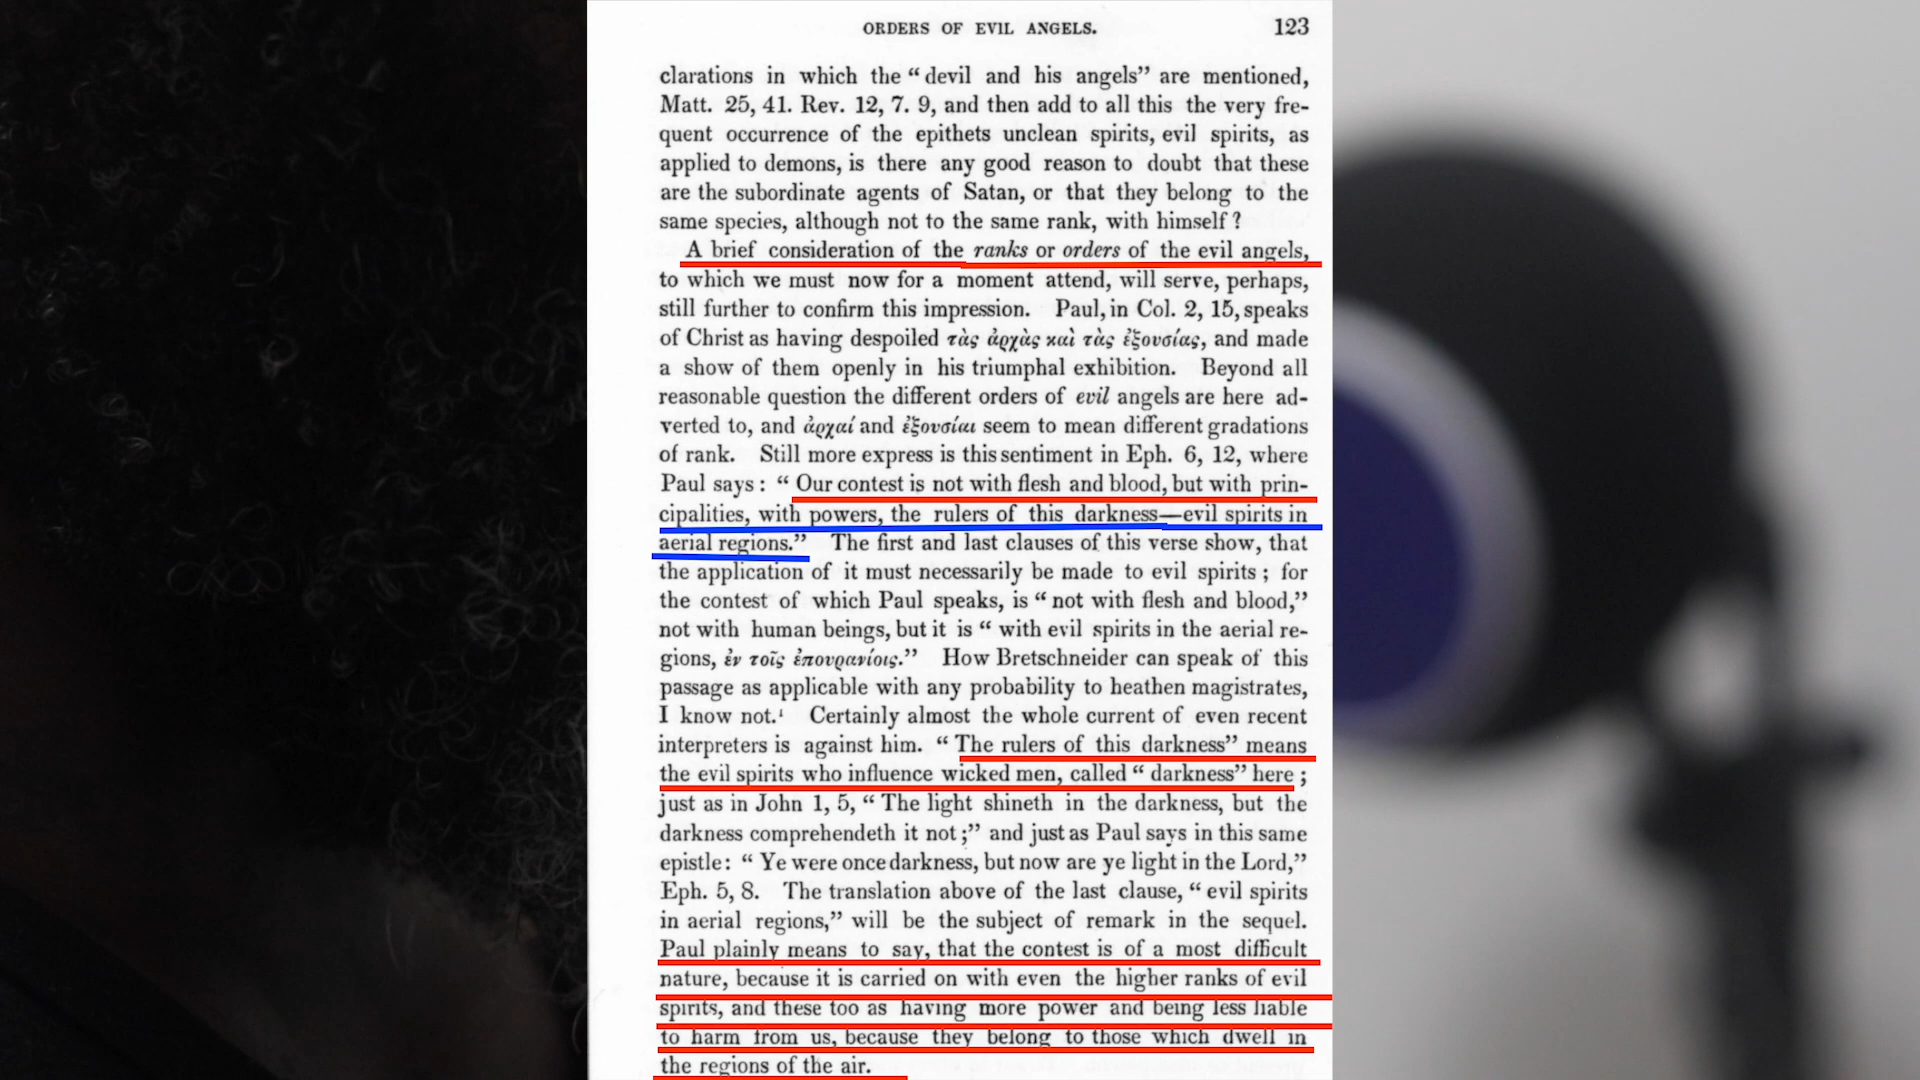 ORDERS OF EVIL ANGELS. 123
clarations in which the “ devil and his angels” are mentioned,
Matt. 25, 41. Rev. 12, 7. 9, and then add to all this the very fre-
quent occurrence of the epithets unclean spirits, evil spirits, as
applied to demons, is there any good reason to doubt that these
are the subordinate agents of Satan, or that they belong to the
same species, although not to the same rank, with himself ?
A brief consideration of the ranks or orders of the evil angels,
to which we must now for a moment attend, will serve, perhaps,
still further to confirm this impression. Paul, in Col. 2, 15, speaks
of Christ as having despoiled τὰς ἀρχὰς καὶ τὰς ἐξουσίας, and made
a show of them openly in his triumphal exhibition. Beyond all
reasonable question the different orders of evil angels are here ad-
verted to, and ἀρχαί and ἐξουσίαι seem to mean different gradations
of rank. Still more express is this sentiment in Eph. 6, 12, where
Paul says : “ Our contest is not with flesh and blood, but with prin-
cipalities, with powers, the rulers of this darkness—evil spirits in
aerial regions.” The first and last clauses of this verse show, that
the application of it must necessarily be made to evil spirits ; for
the contest of which Paul speaks, is “ not with flesh and blood,”
not with human beings, but it is “ with evil spirits in the aerial re-
gions, ἐν τοῖς ἐπουρανίοις.” How Bretschneider can speak of this
passage as applicable with any probability to heathen magistrates,
I know not.¹ Certainly almost the whole current of even recent
interpreters is against him. “ The rulers of this darkness” means
the evil spirits who influence wicked men, called “ darkness” here ;
just as in John 1, 5, “ The light shineth in the darkness, but the
darkness comprehendeth it not ;” and just as Paul says in this same
epistle : “ Ye were once darkness, but now are ye light in the Lord,”
Eph. 5, 8. The translation above of the last clause, “ evil spirits
in aerial regions,” will be the subject of remark in the sequel.
Paul plainly means to say, that the contest is of a most difficult
nature, because it is carried on with even the higher ranks of evil
spirits, and these too as having more power and being less liable
to harm from us, because they belong to those which dwell in
the regions of the air.